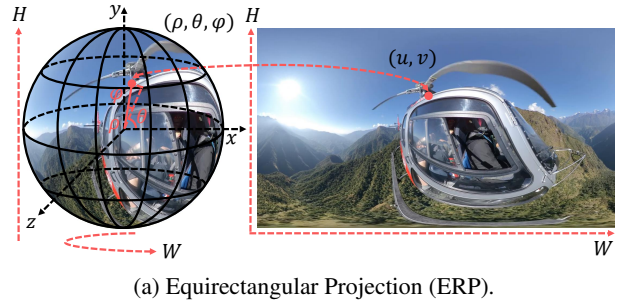 H
y
(ρ, θ, φ)
H
(u, v)
φ
ρ
θ
x
z
W
W
(a) Equirectangular Projection (ERP).